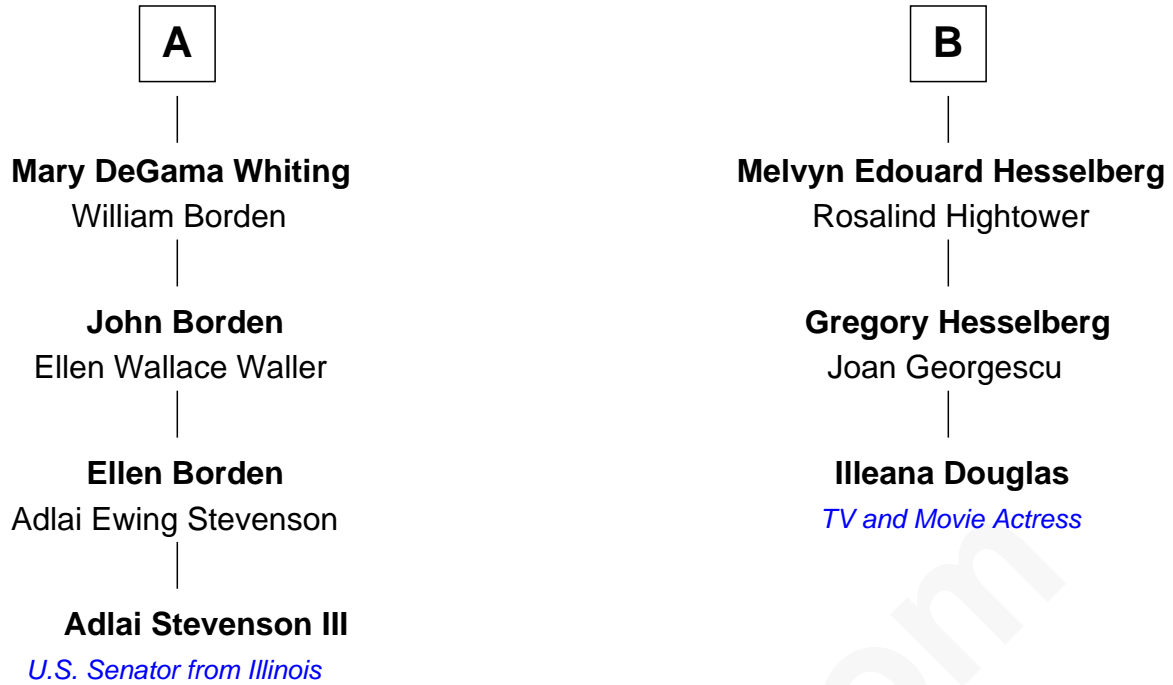 A
Mary DeGama Whiting
William Borden
John Borden
Ellen Wallace Waller
Ellen Borden
Adlai Ewing Stevenson
Adlai Stevenson III
U.S. Senator from Illinois
B
Melvyn Edouard Hesselberg
Rosalind Hightower
Gregory Hesselberg
Joan Georgescu
Illeana Douglas
TV and Movie Actress
om